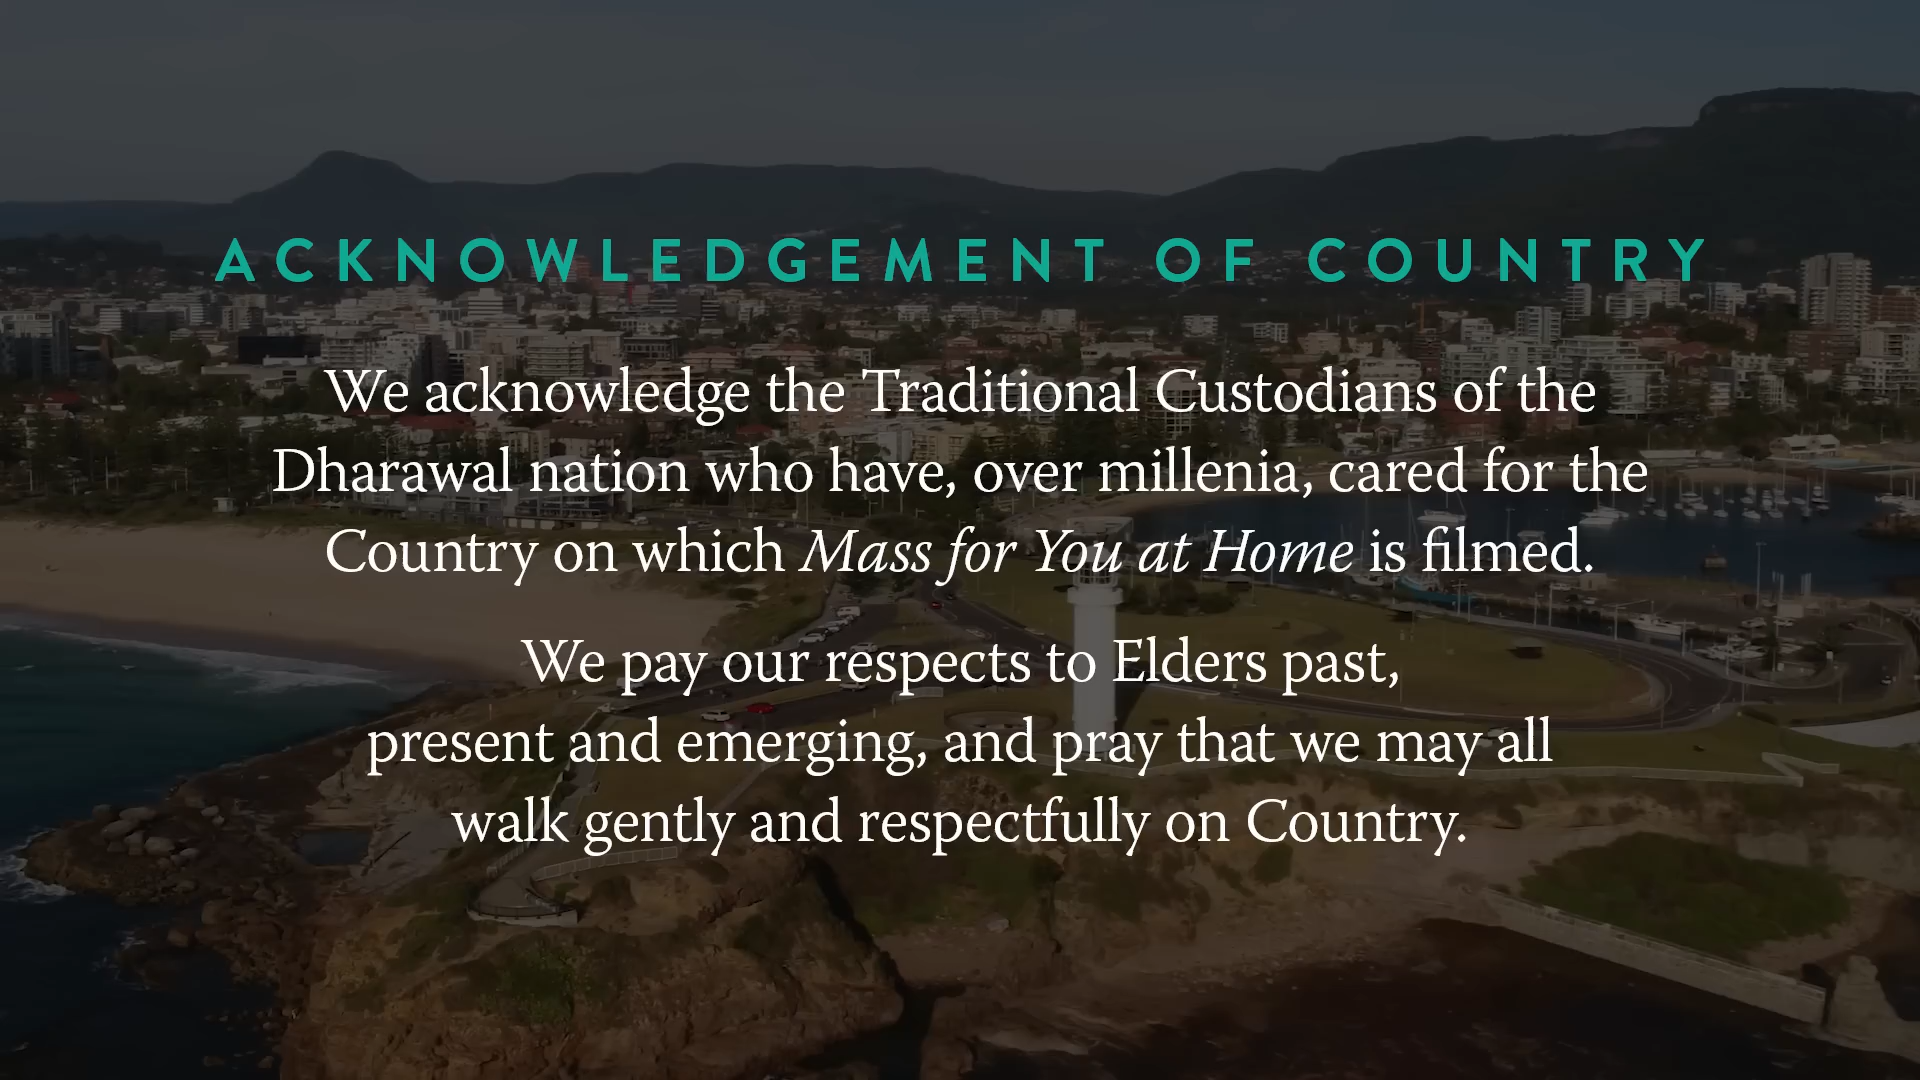 ACKNOWLEDGEMENT OF COUNTRY
We acknowledge the Traditional Custodians of the
Dharawal nation who have, over millenia, cared for the
Country on which Mass for You at Home is filmed.
We pay our respects to Elders past,
present and emerging, and pray that we may all
walk gently and respectfully on Country.